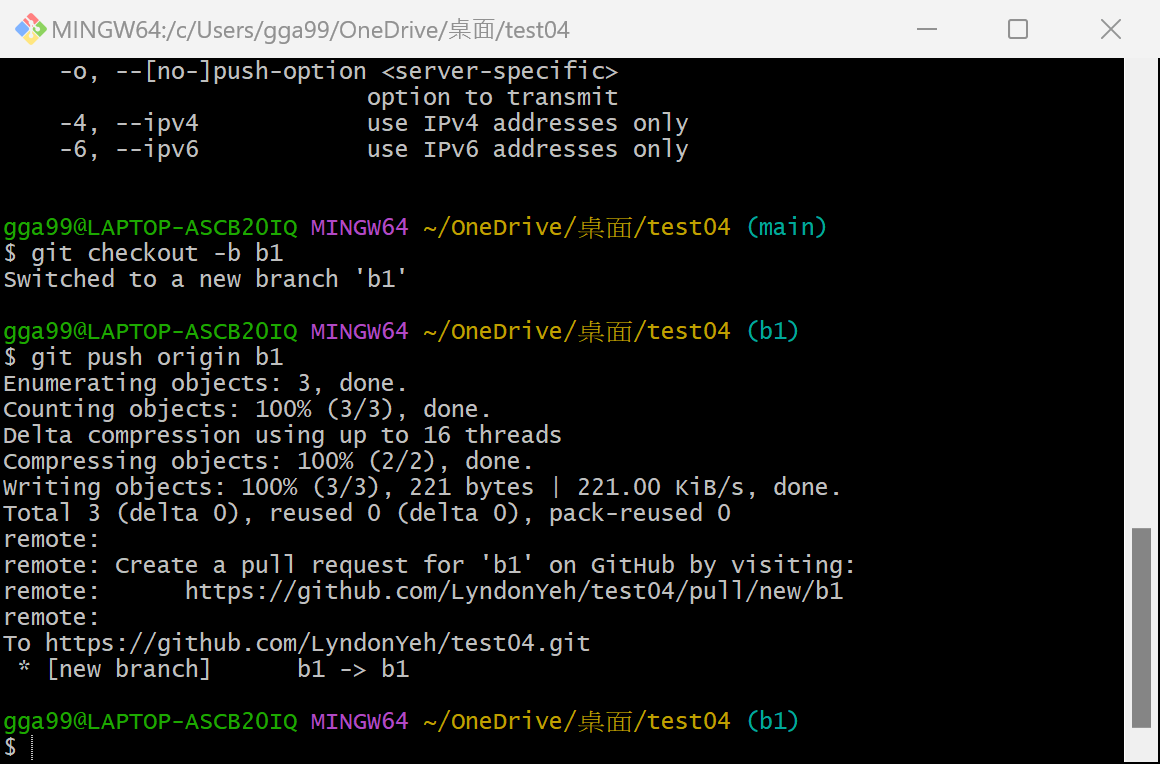 MINGW64:/c/Users/gga99/OneDrive/桌面/test04
-o, --[no-]push-option <server-specific>
option to transmit
-4, --ipv4 use IPv4 addresses only
-6, --ipv6 use IPv6 addresses only
gga99@LAPTOP-ASCB2OIQ MINGW64 ~/OneDrive/桌面/test04 (main)
$ git checkout -b b1
Switched to a new branch 'b1'
gga99@LAPTOP-ASCB2OIQ MINGW64 ~/OneDrive/桌面/test04 (b1)
$ git push origin b1
Enumerating objects: 3, done.
Counting objects: 100% (3/3), done.
Delta compression using up to 16 threads
Compressing objects: 100% (2/2), done.
Writing objects: 100% (3/3), 221 bytes | 221.00 KiB/s, done.
Total 3 (delta 0), reused 0 (delta 0), pack-reused 0
remote:
remote: Create a pull request for 'b1' on GitHub by visiting:
remote: https://github.com/LyndonYeh/test04/pull/new/b1
remote:
To https://github.com/LyndonYeh/test04.git
* [new branch] b1 -> b1
gga99@LAPTOP-ASCB2OIQ MINGW64 ~/OneDrive/桌面/test04 (b1)
$